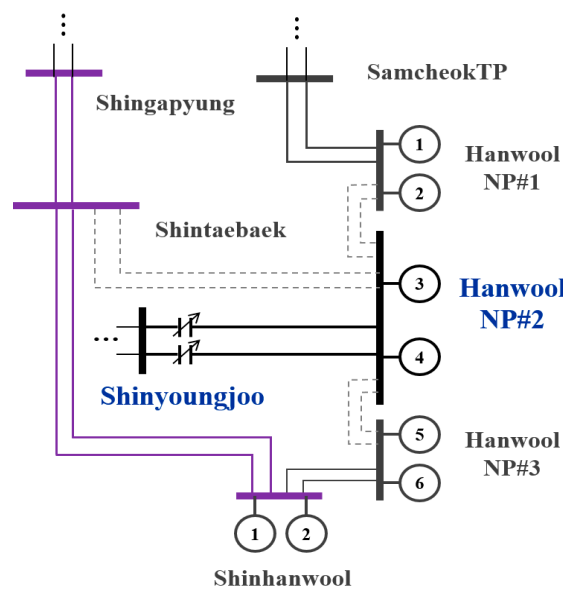 SamcheokTP
Shingapyung
1
Hanwool
NP#1
2
Shintaebaek
3
Hanwool
NP#2
4
Shinyoungjoo
5
Hanwool
NP#3
6
1
2
Shinhanwool